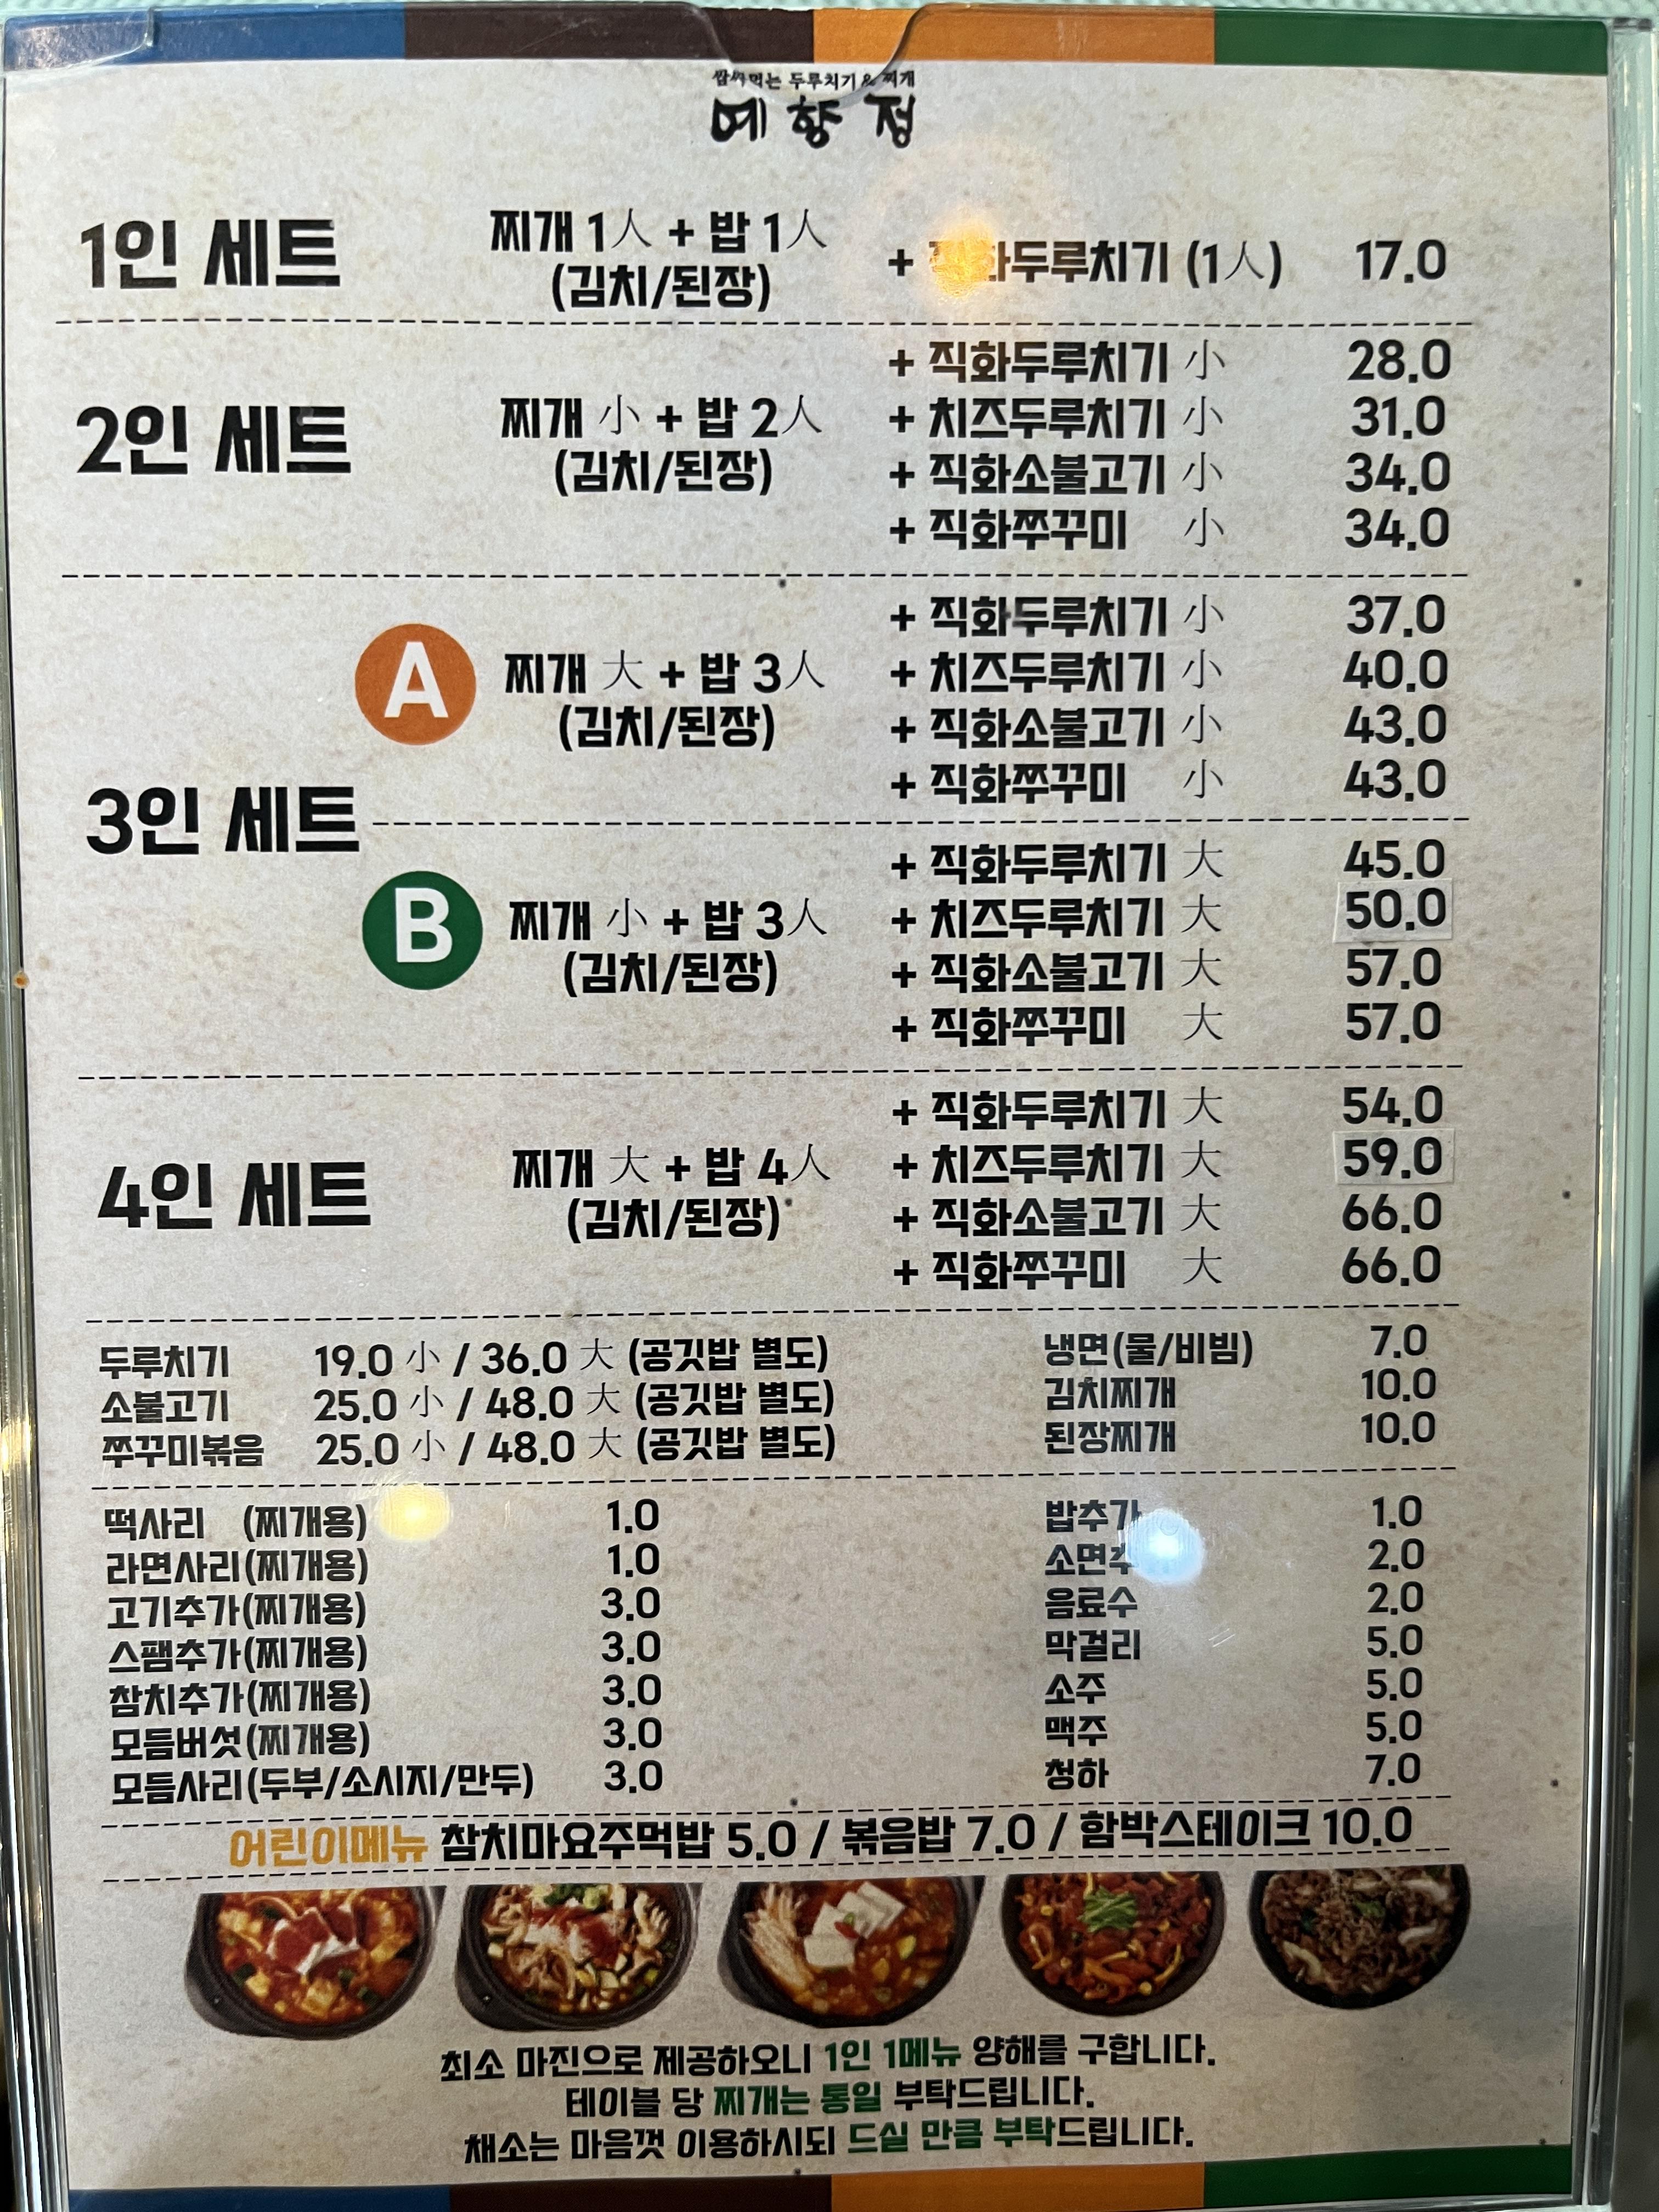 쌈싸먹는 두루치기 & 찌개
예향정
1인 세트
찌개 1人 + 밥 1人
(김치/된장)
+ 직화두루치기 (1人) 17.0
2인 세트
찌개 小 + 밥 2人
(김치/된장)
+ 직화두루치기 小 28.0
+ 치즈두루치기 小 31.0
+ 직화소불고기 小 34.0
+ 직화쭈꾸미 小 34.0
3인 세트
A
찌개 大 + 밥 3人
(김치/된장)
+ 직화두루치기 小 37.0
+ 치즈두루치기 小 40.0
+ 직화소불고기 小 43.0
+ 직화쭈꾸미 小 43.0
B
찌개 小 + 밥 3人
(김치/된장)
+ 직화두루치기 大 45.0
+ 치즈두루치기 大 50.0
+ 직화소불고기 大 57.0
+ 직화쭈꾸미 大 57.0
4인 세트
찌개 大 + 밥 4人
(김치/된장)
+ 직화두루치기 大 54.0
+ 치즈두루치기 大 59.0
+ 직화소불고기 大 66.0
+ 직화쭈꾸미 大 66.0
두루치기 19.0 小 / 36.0 大 (공깃밥 별도)
소불고기 25.0 小 / 48.0 大 (공깃밥 별도)
쭈꾸미볶음 25.0 小 / 48.0 大 (공깃밥 별도)
냉면(물/비빔) 7.0
김치찌개 10.0
된장찌개 10.0
떡사리 (찌개용) 1.0
라면사리(찌개용) 1.0
고기추가(찌개용) 3.0
스팸추가(찌개용) 3.0
참치추가(찌개용) 3.0
모듬버섯(찌개용) 3.0
모듬사리(두부/소시지/만두) 3.0
밥추가 1.0
소면추가 2.0
음료수 2.0
막걸리 5.0
소주 5.0
맥주 5.0
청하 7.0
어린이메뉴 참치마요주먹밥 5.0 / 볶음밥 7.0 / 함박스테이크 10.0
최소 마진으로 제공하오니 1인 1메뉴 양해를 구합니다.
테이블 당 찌개는 통일 부탁드립니다.
채소는 마음껏 이용하시되 드실 만큼 부탁드립니다.